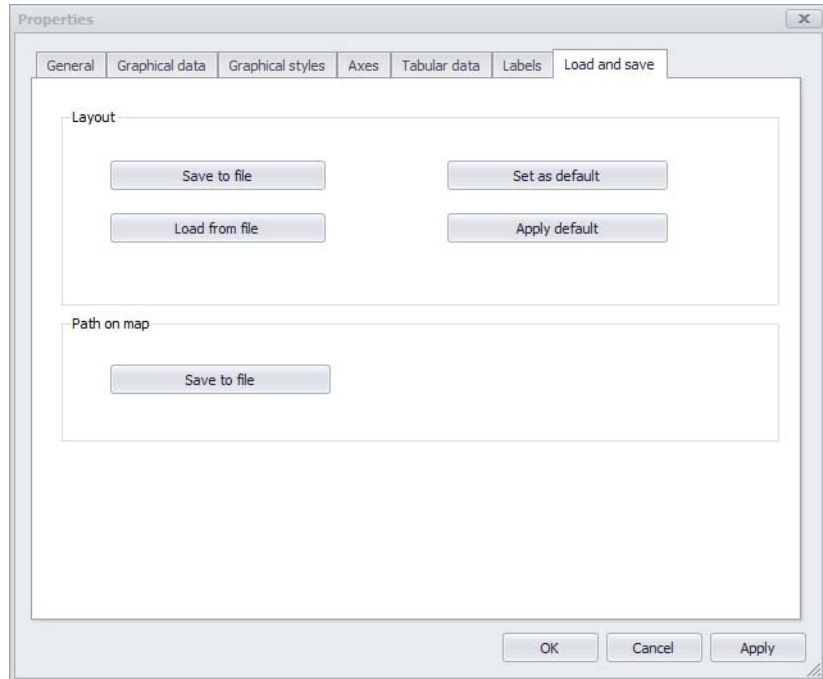 Properties
General Graphical data Graphical styles Axes Tabular data Labels Load and save
Layout
Save to file Set as default
Load from file Apply default
Path on map
Save to file
OK Cancel Apply